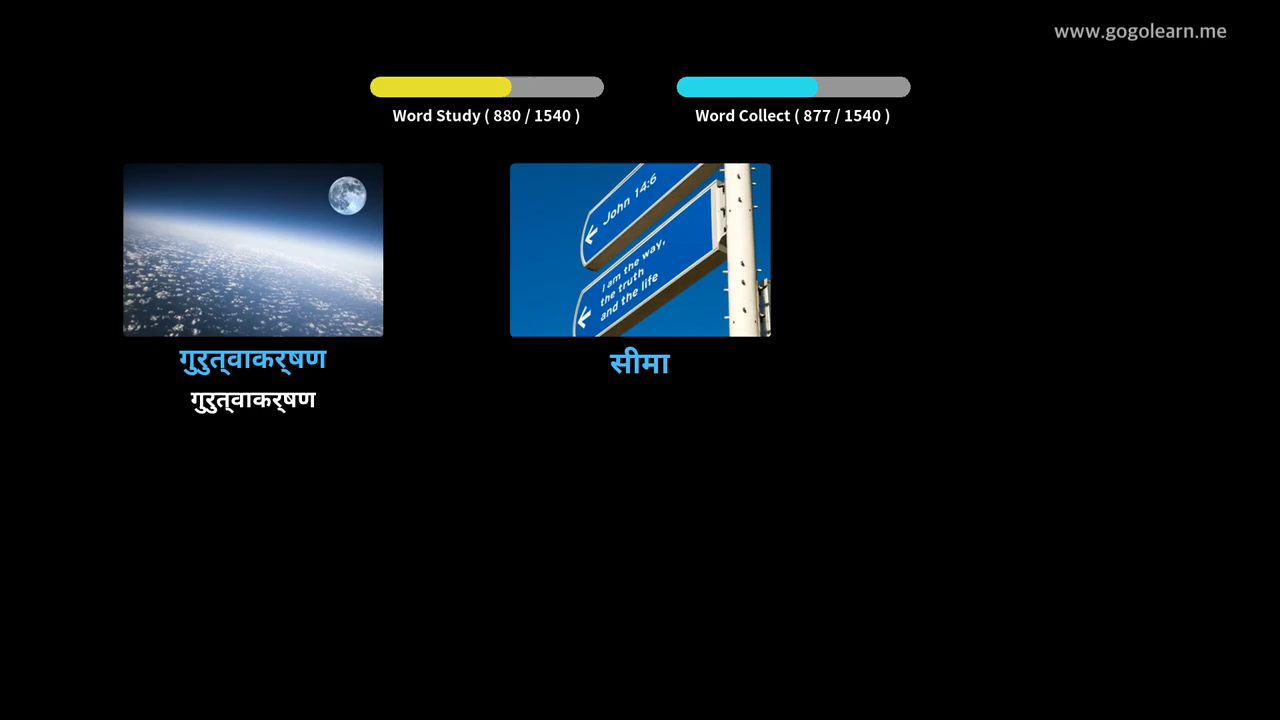 www.gogolearn.me
Word Study ( 880 / 1540 )
Word Collect ( 877 / 1540 )
John 14:6
I am the way,
the truth
and the life
गुरुत्वाकर्षण
सीमा
गुरुत्वाकर्षण